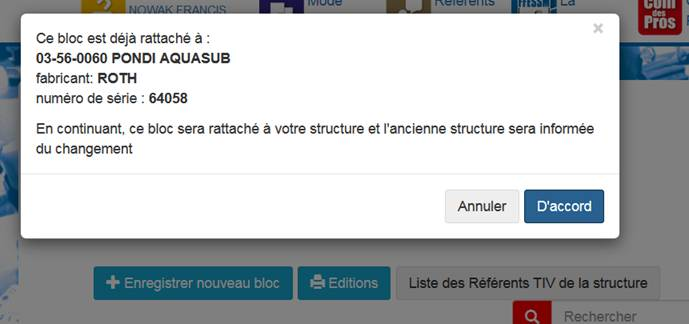 NOWAK FRANCIS
Mode
Référents
La
Coin
des
Pros
Ce bloc est déjà rattaché à :
×
03-56-0060 PONDI AQUASUB
fabricant: ROTH
numéro de série : 64058
En continuant, ce bloc sera rattaché à votre structure et l'ancienne structure sera informée
du changement
Annuler
D'accord
Enregistrer nouveau bloc
Editions
Liste des Référents TIV de la structure
Rechercher